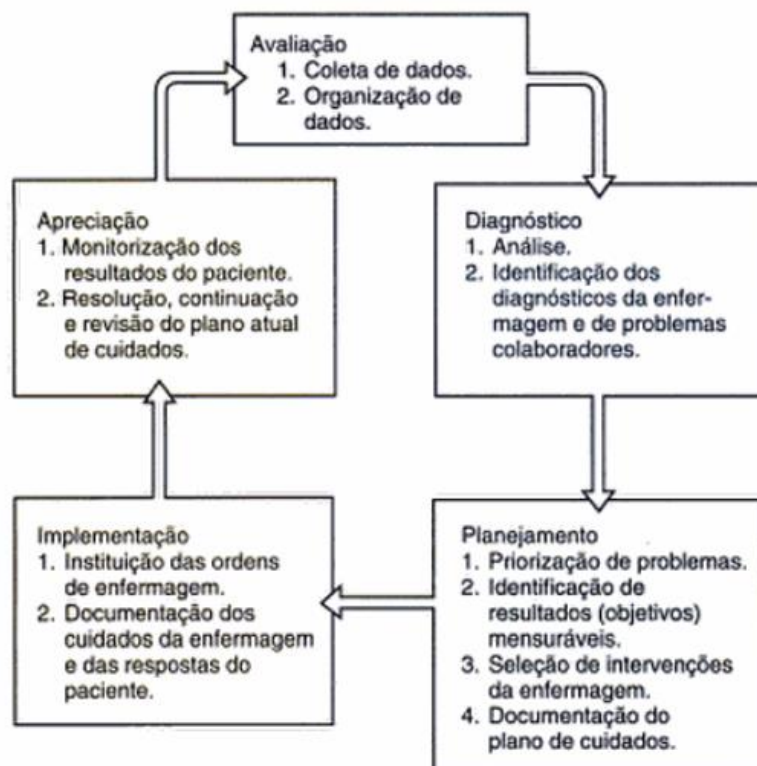 Avaliação
1. Coleta de dados.
2. Organização de
dados.
Apreciação
1. Monitorização dos
resultados do paciente.
2. Resolução, continuação
e revisão do plano atual
de cuidados.
Diagnóstico
1. Análise.
2. Identificação dos
diagnósticos da enfer-
magem e de problemas
colaboradores.
Implementação
1. Instituição das ordens
de enfermagem.
2. Documentação dos
cuidados da enfermagem
e das respostas do
paciente.
Planejamento
1. Priorização de problemas.
2. Identificação de
resultados (objetivos)
mensuráveis.
3. Seleção de intervenções
da enfermagem.
4. Documentação do
plano de cuidados.